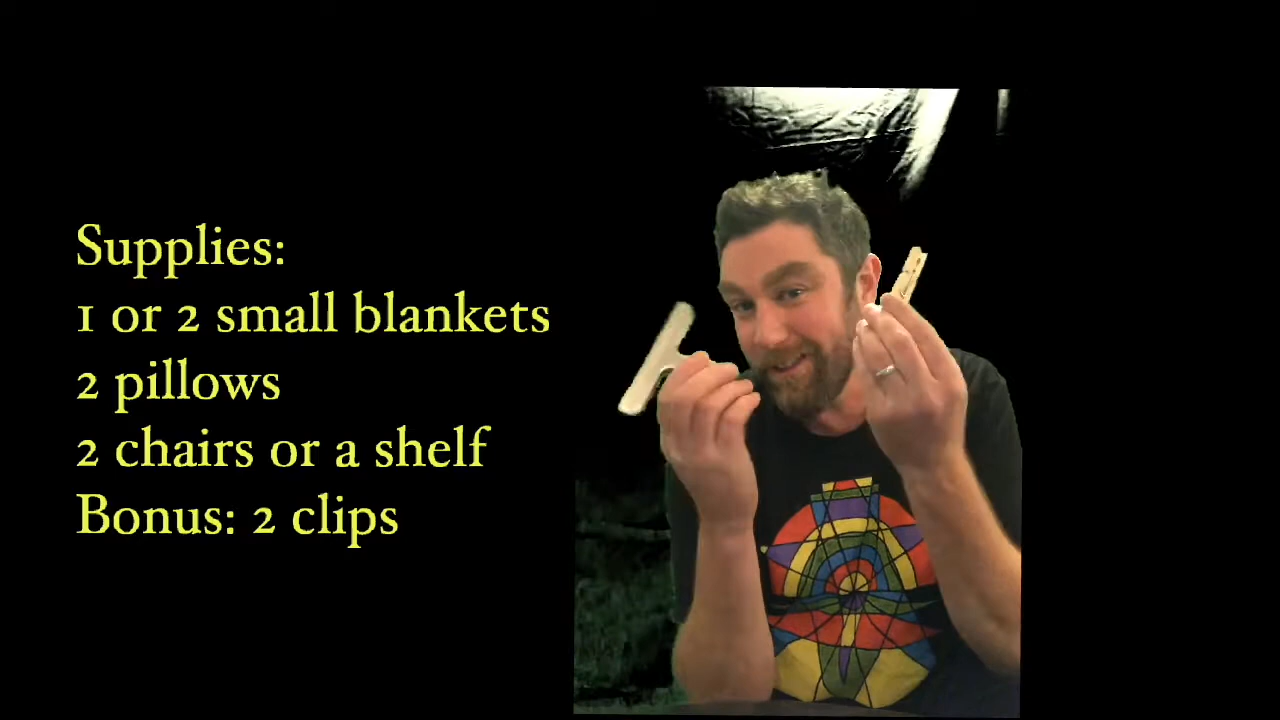 Supplies:
1 or 2 small blankets
2 pillows
2 chairs or a shelf
Bonus: 2 clips